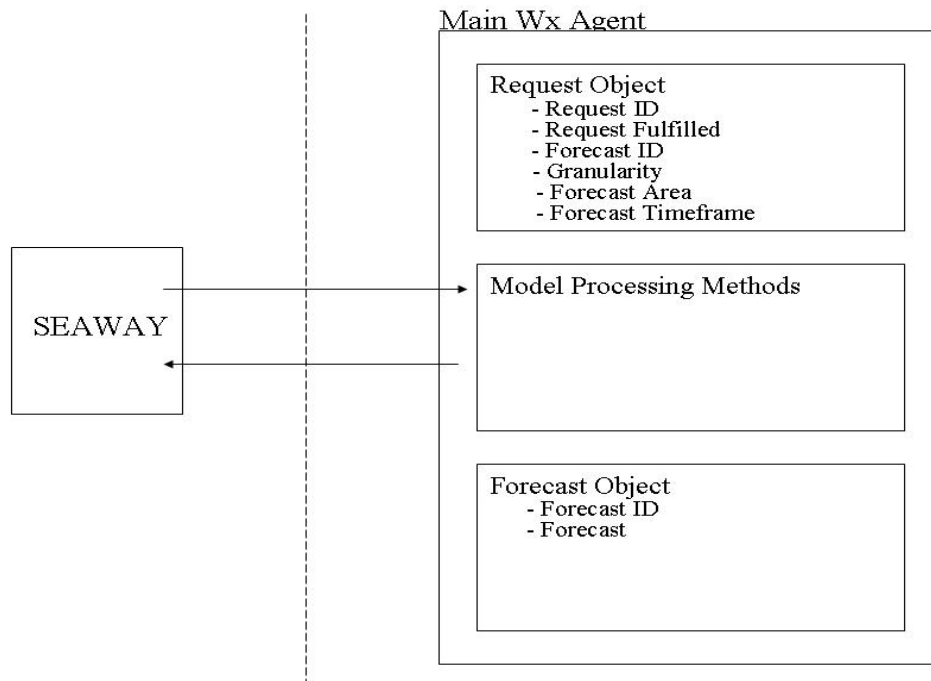 Main Wx Agent
Request Object
- Request ID
- Request Fulfilled
- Forecast ID
- Granularity
- Forecast Area
- Forecast Timeframe
SEAWAY
Model Processing Methods
Forecast Object
- Forecast ID
- Forecast